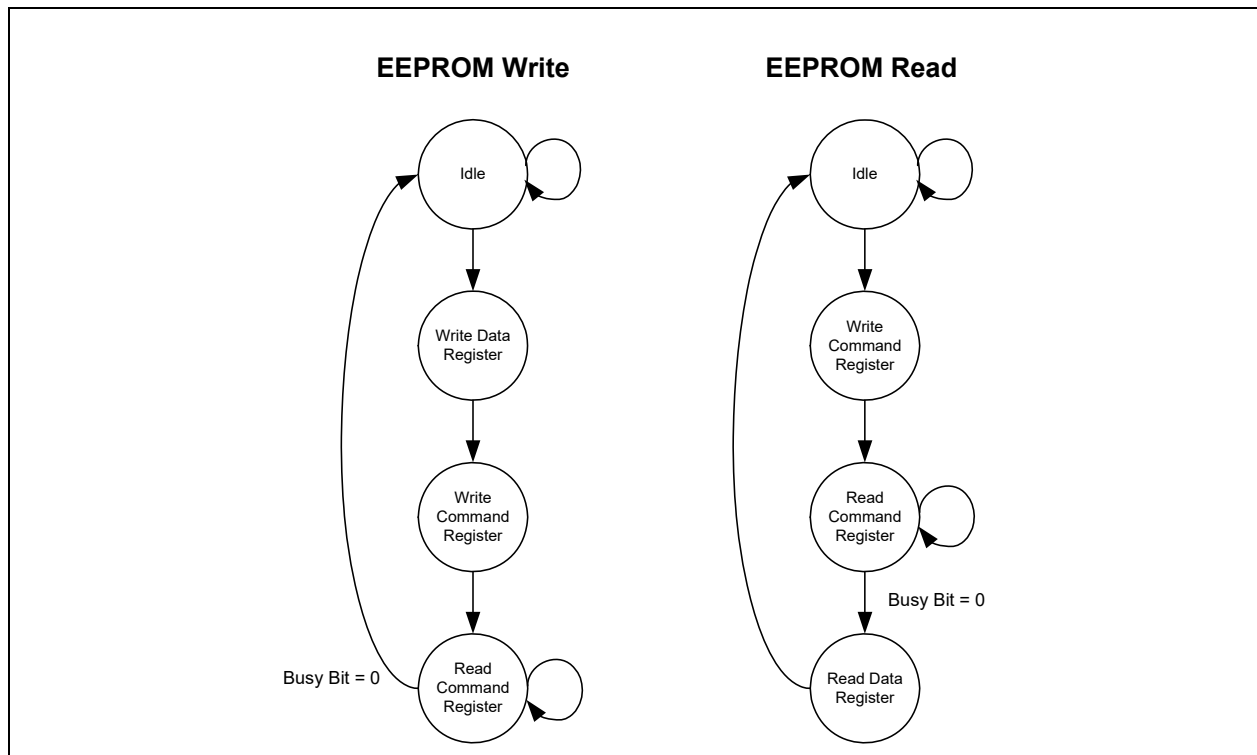 EEPROM Write
Idle
Write Data
Register
Write
Command
Register
Read
Command
Register
Busy Bit = 0
EEPROM Read
Idle
Write
Command
Register
Read
Command
Register
Busy Bit = 0
Read Data
Register